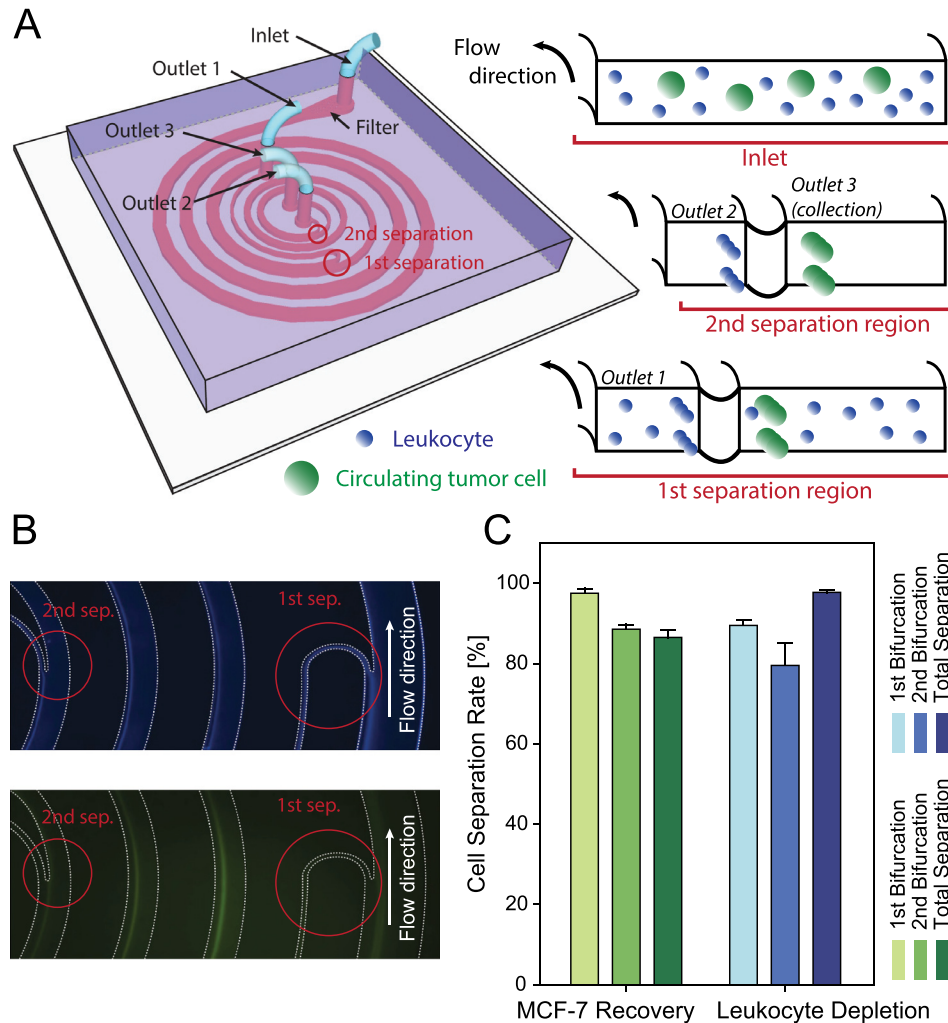 A
Inlet
Outlet 1
Outlet 3
Filter
Outlet 2
2nd separation
1st separation
Leukocyte
Circulating tumor cell
Flow
direction
Inlet
Outlet 2
Outlet 3
(collection)
2nd separation region
Outlet 1
1st separation region
B
2nd sep.
1st sep.
Flow direction
2nd sep.
1st sep.
Flow direction
C
Cell Separation Rate [%]
100
80
60
40
20
0
MCF-7 Recovery
Leukocyte Depletion
1st Bifurcation
2nd Bifurcation
Total Separation
1st Bifurcation
2nd Bifurcation
Total Separation